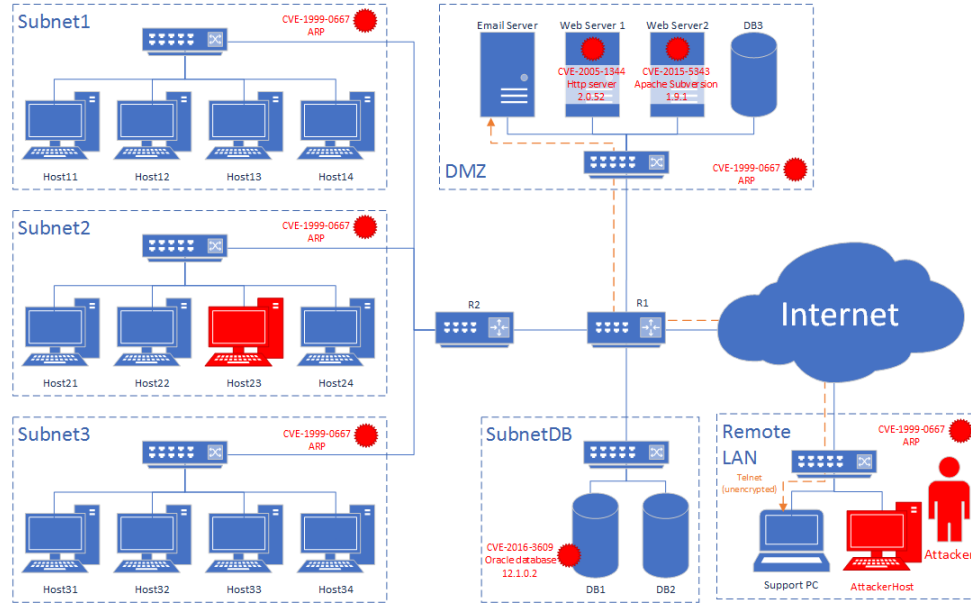 Subnet1
CVE-1999-0667
ARP
Host11
Host12
Host13
Host14
Subnet2
CVE-1999-0667
ARP
Host21
Host22
Host23
Host24
Subnet3
CVE-1999-0667
ARP
Host31
Host32
Host33
Host34
R2
R1
Email Server
Web Server 1
Web Server2
DB3
CVE-2005-1344
Http server
2.0.52
CVE-2015-5343
Apache Subversion
1.9.1
DMZ
CVE-1999-0667
ARP
Internet
SubnetDB
CVE-2016-3609
Oracle database
12.1.0.2
DB1
DB2
Remote
LAN
CVE-1999-0667
ARP
Telnet
(unencrypted)
Support PC
AttackerHost
Attacker